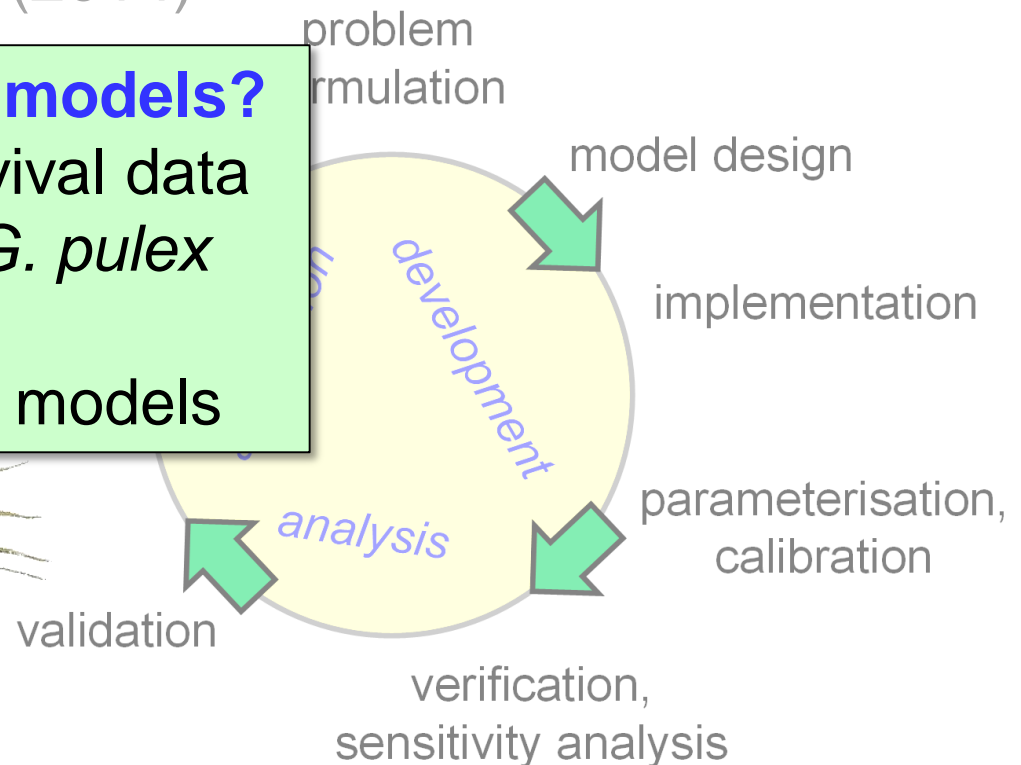 problem
rmulation
models?
vival data
G. pulex
models
model design
implementation
development
analysis
parameterisation,
calibration
validation
verification,
sensitivity analysis